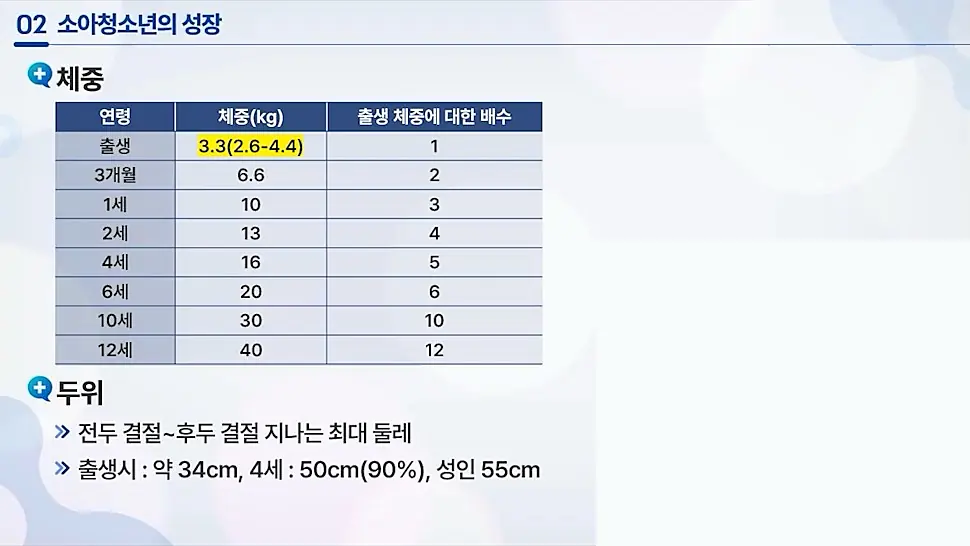 02 소아청소년의 성장
체중
연령 체중(kg) 출생 체중에 대한 배수
출생 3.3(2.6-4.4) 1
3개월 6.6 2
1세 10 3
2세 13 4
4세 16 5
6세 20 6
10세 30 10
12세 40 12
두위
전두 결절~후두 결절 지나는 최대 둘레
출생시 : 약 34cm, 4세 : 50cm(90%), 성인 55cm